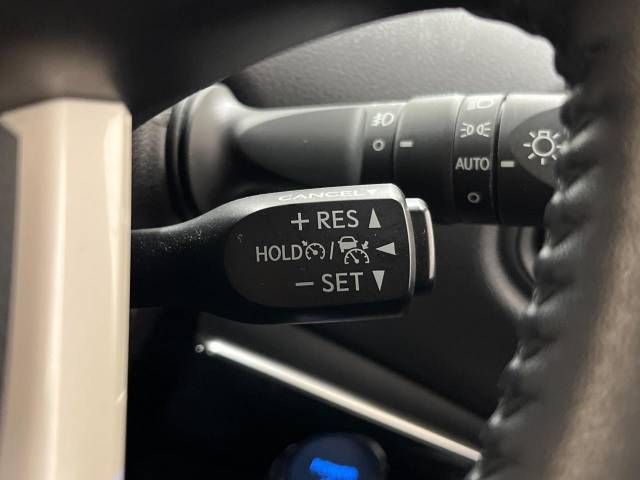 AUTO
CANCEL
+ RES ▲
HOLD / ◄
– SET ▼